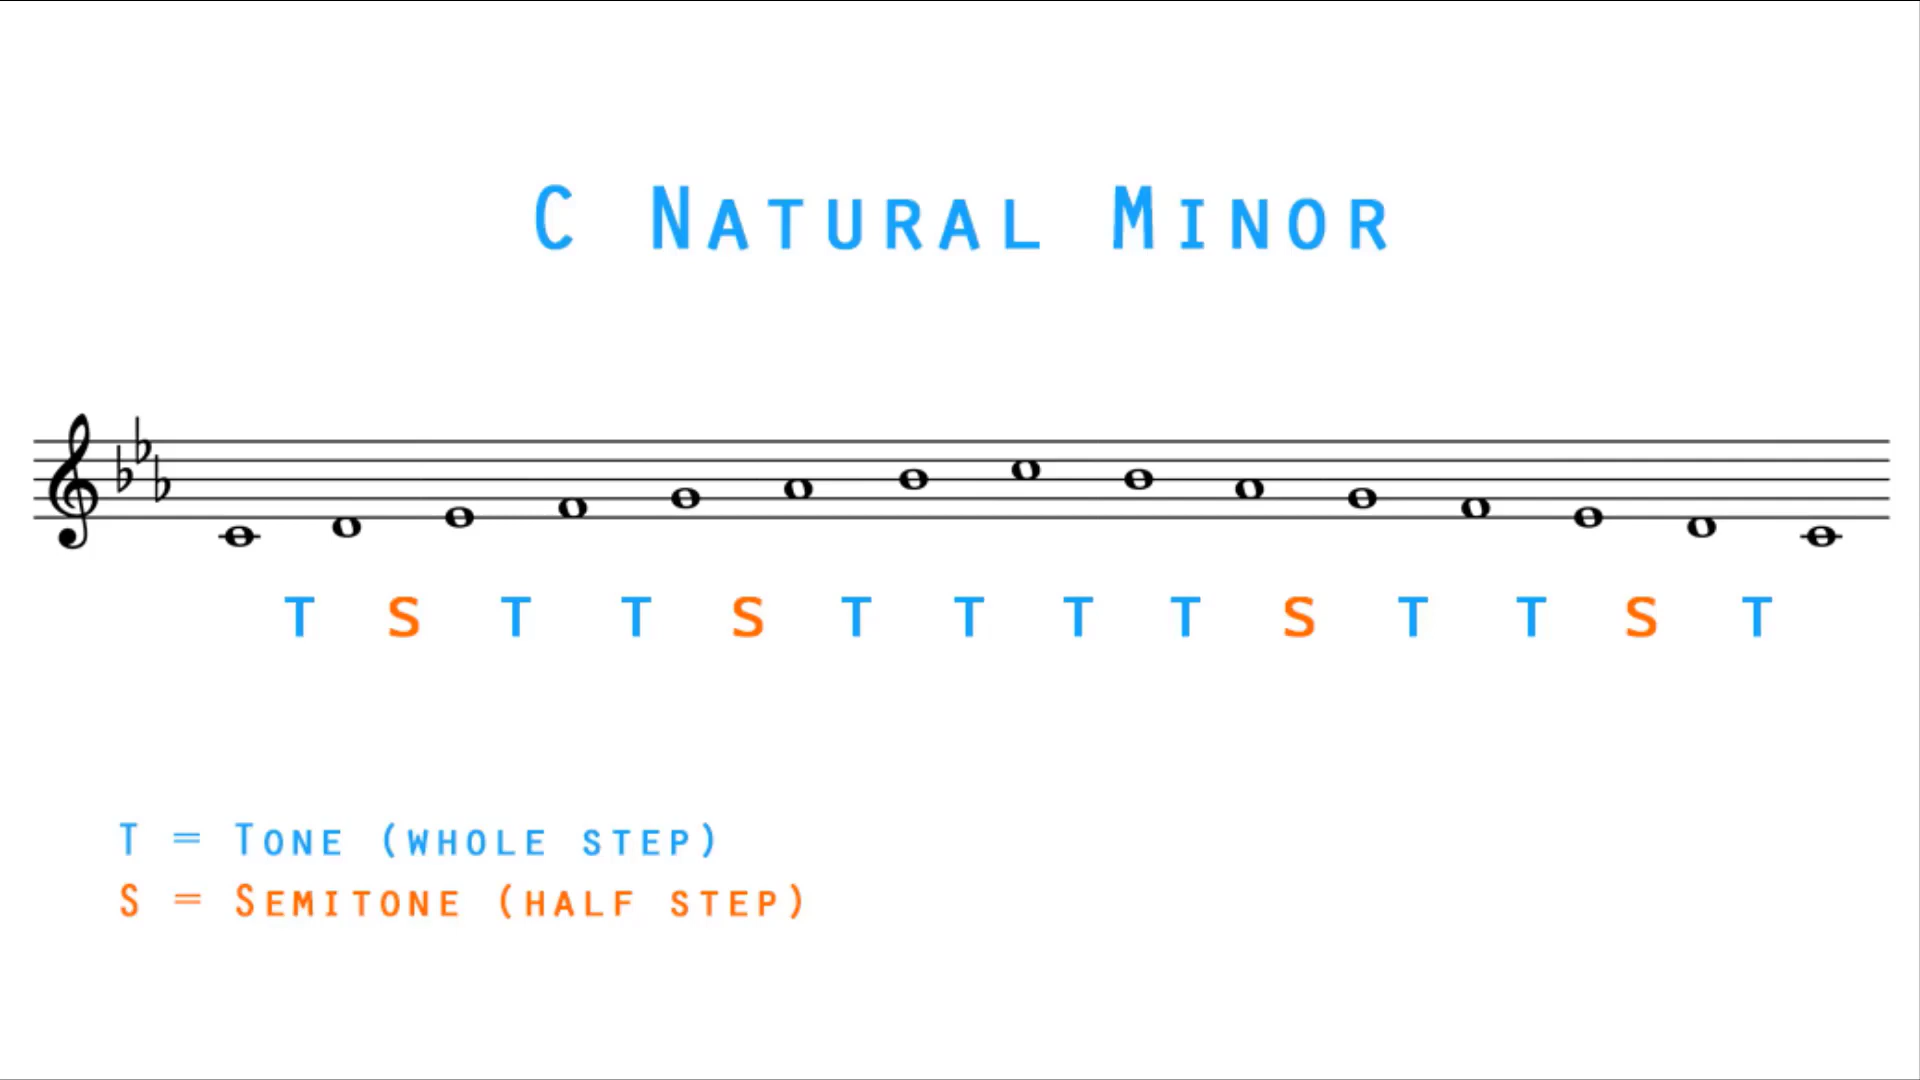 C Natural Minor
T S T T S T T T T S T T S T
T = Tone (whole step)
S = Semitone (half step)